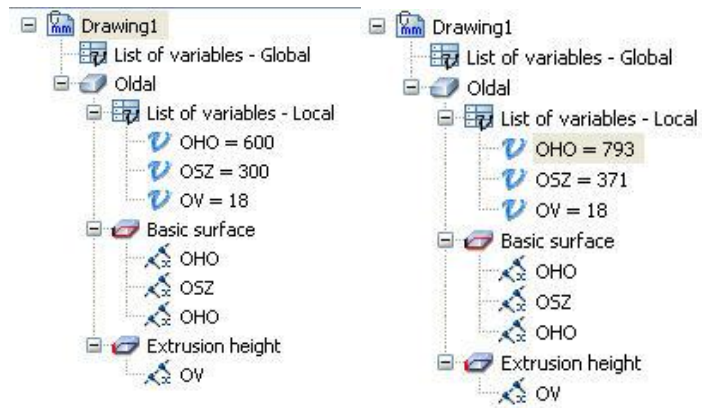 Drawing1
List of variables - Global
Oldal
List of variables - Local
OHO = 600
OSZ = 300
OV = 18
Basic surface
OHO
OSZ
OHO
Extrusion height
OV
Drawing1
List of variables - Global
Oldal
List of variables - Local
OHO = 793
OSZ = 371
OV = 18
Basic surface
OHO
OSZ
OHO
Extrusion height
OV